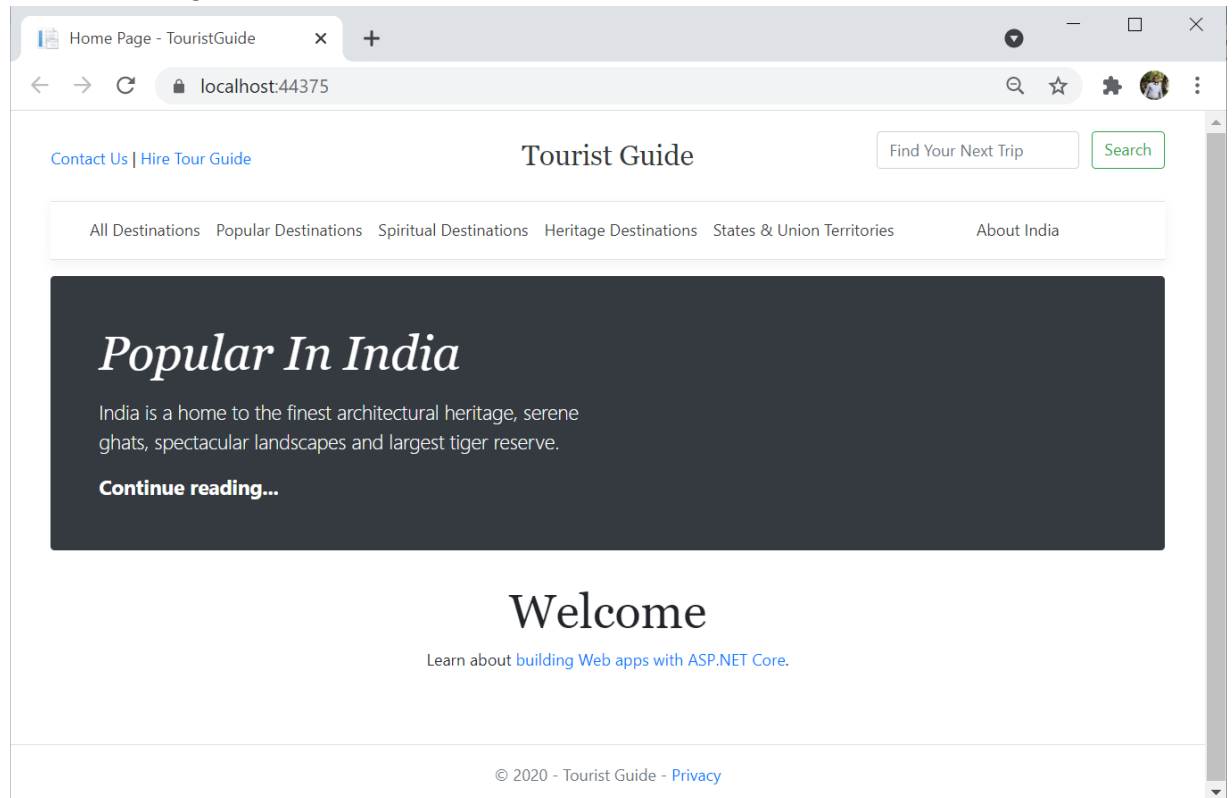 Home Page - TouristGuide
localhost:44375
Contact Us | Hire Tour Guide
Tourist Guide
Find Your Next Trip
Search
All Destinations Popular Destinations Spiritual Destinations Heritage Destinations States & Union Territories About India
Popular In India
India is a home to the finest architectural heritage, serene
ghats, spectacular landscapes and largest tiger reserve.
Continue reading...
Welcome
Learn about building Web apps with ASP.NET Core.
© 2020 - Tourist Guide - Privacy